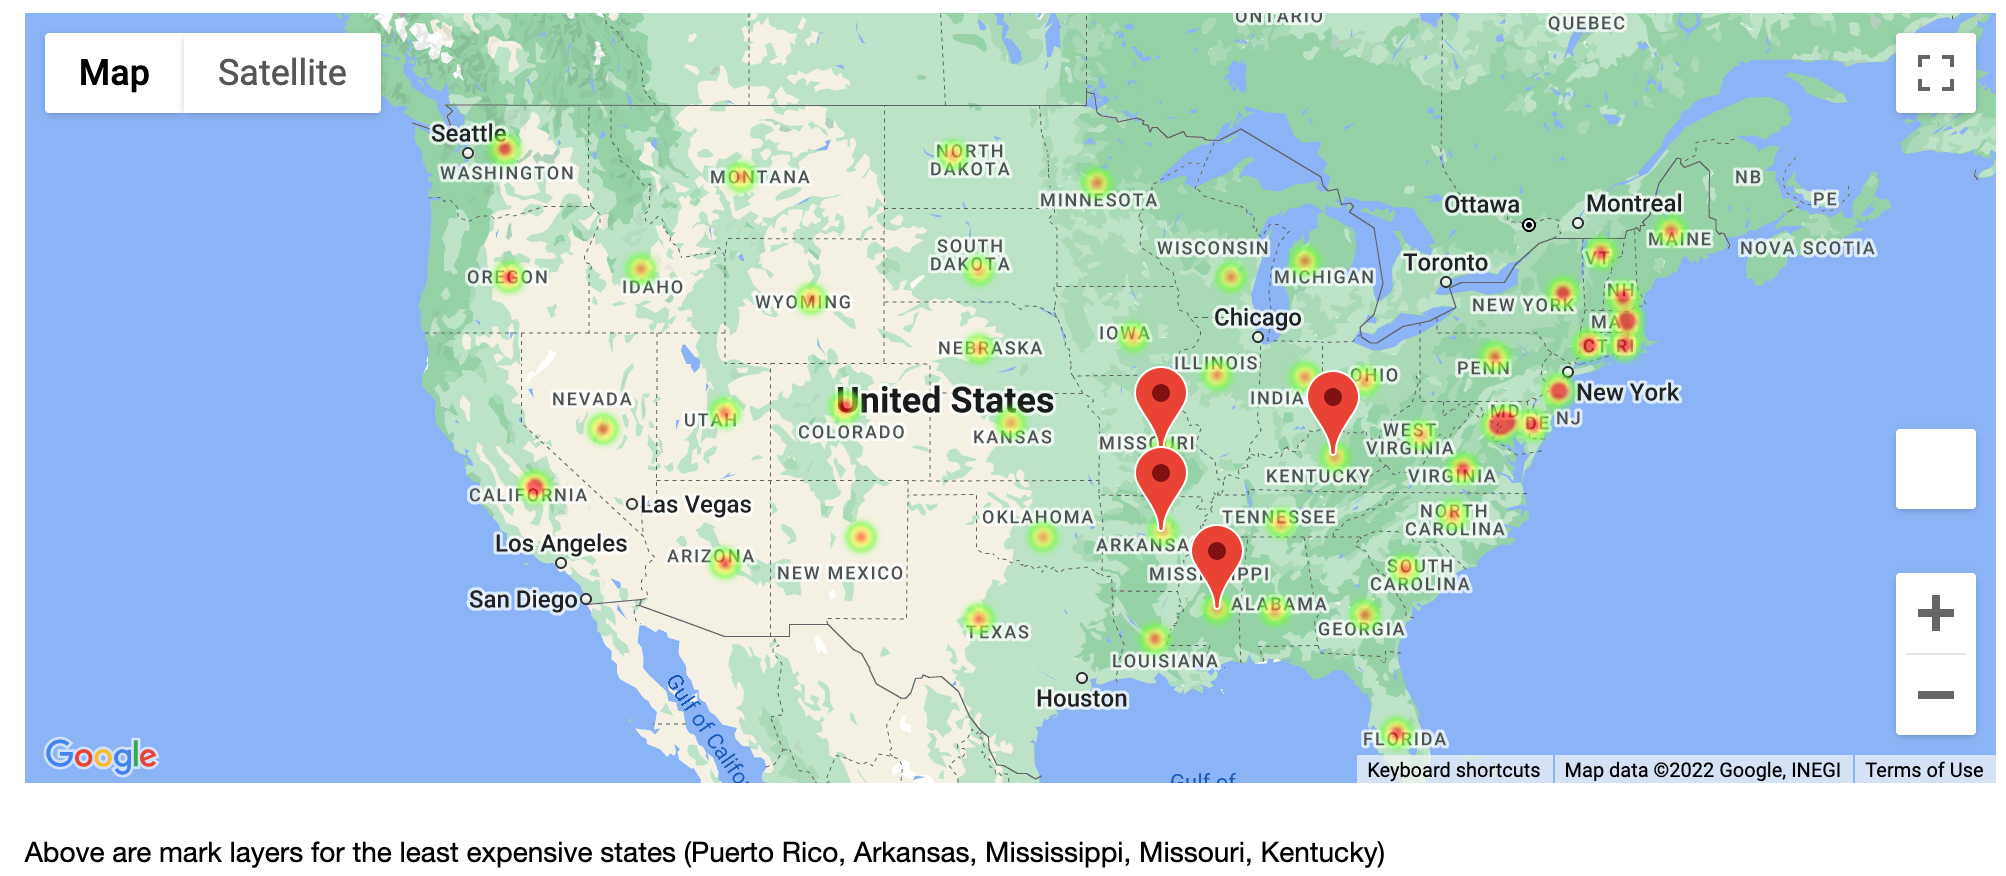 ONTARIO
QUEBEC
Map
Satellite
Seattle
WASHINGTON
MONTANA
NORTH
DAKOTA
MINNESOTA
Ottawa
Montreal
NB
PE
MAINE
NOVA SCOTIA
OREGON
IDAHO
WYOMING
SOUTH
DAKOTA
WISCONSIN
MICHIGAN
Toronto
VT
NH
NEW YORK
MA
CT RI
Chicago
IOWA
NEBRASKA
ILLINOIS
INDIA
OHIO
PENN
New York
NEVADA
UTAH
United States
COLORADO
KANSAS
MISSOURI
KENTUCKY
WEST
VIRGINIA
MD
DE
NJ
VIRGINIA
CALIFORNIA
Las Vegas
Los Angeles
San Diego
ARIZONA
NEW MEXICO
OKLAHOMA
ARKANSA
TENNESSEE
NORTH
CAROLINA
SOUTH
CAROLINA
MISSI PPI
ALABAMA
GEORGIA
TEXAS
LOUISIANA
Houston
FLORIDA
Gulf of Califo
Gulf of
Google
Keyboard shortcuts
Map data ©2022 Google, INEGI
Terms of Use
Above are mark layers for the least expensive states (Puerto Rico, Arkansas, Mississippi, Missouri, Kentucky)